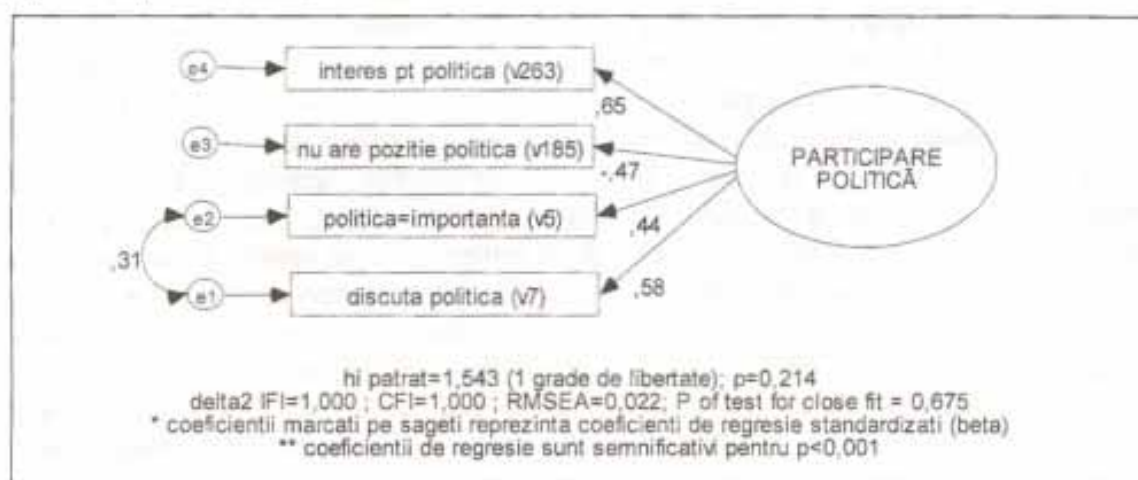 e4
interes pt politica (v263)
,65
e3
nu are pozitie politica (v185)
-,47
PARTICIPARE
POLITICĂ
e2
politica=importanta (v5)
,44
,31
e1
discuta politica (v7)
,58
hi patrat=1,543 (1 grade de libertate); p=0,214
delta2 IFI=1,000 ; CFI=1,000 ; RMSEA=0,022; P of test for close fit = 0,675
* coeficientii marcati pe sageti reprezinta coeficienti de regresie standardizati (beta)
** coeficientii de regresie sunt semnificativi pentru p<0,001